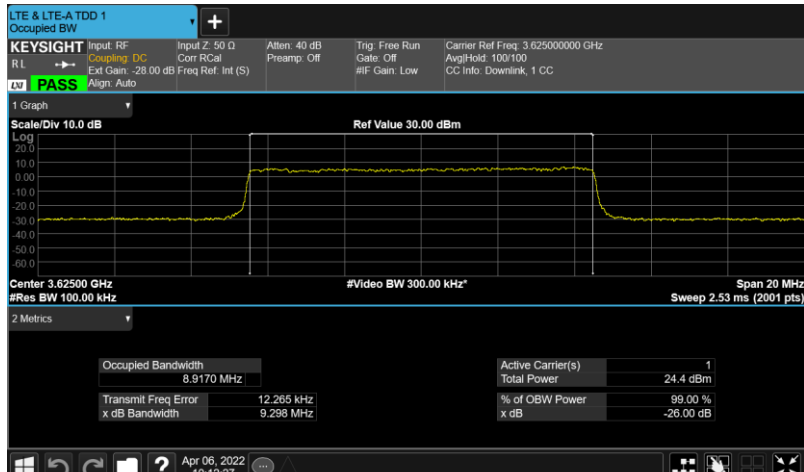 LTE & LTE-A TDD 1
Occupied BW
KEYSIGHT
RL
LXI PASS
Input: RF
Coupling: DC
Ext Gain: -28.00 dB
Align: Auto
Input Z: 50 Ω
Corr RCal
Freq Ref: Int (S)
Atten: 40 dB
Preamp: Off
Trig: Free Run
Gate: Off
#IF Gain: Low
Carrier Ref Freq: 3.625000000 GHz
Avg|Hold: 100/100
CC Info: Downlink, 1 CC
1 Graph
Scale/Div 10.0 dB
Ref Value 30.00 dBm
Log
20.0
10.0
0.00
-10.0
-20.0
-30.0
-40.0
-50.0
-60.0
Center 3.62500 GHz
#Video BW 300.00 kHz*
Span 20 MHz
#Res BW 100.00 kHz
Sweep 2.53 ms (2001 pts)
2 Metrics
Occupied Bandwidth
8.9170 MHz
Transmit Freq Error 12.265 kHz
x dB Bandwidth 9.298 MHz
Active Carrier(s) 1
Total Power 24.4 dBm
% of OBW Power 99.00 %
x dB -26.00 dB
?
Apr 06, 2022